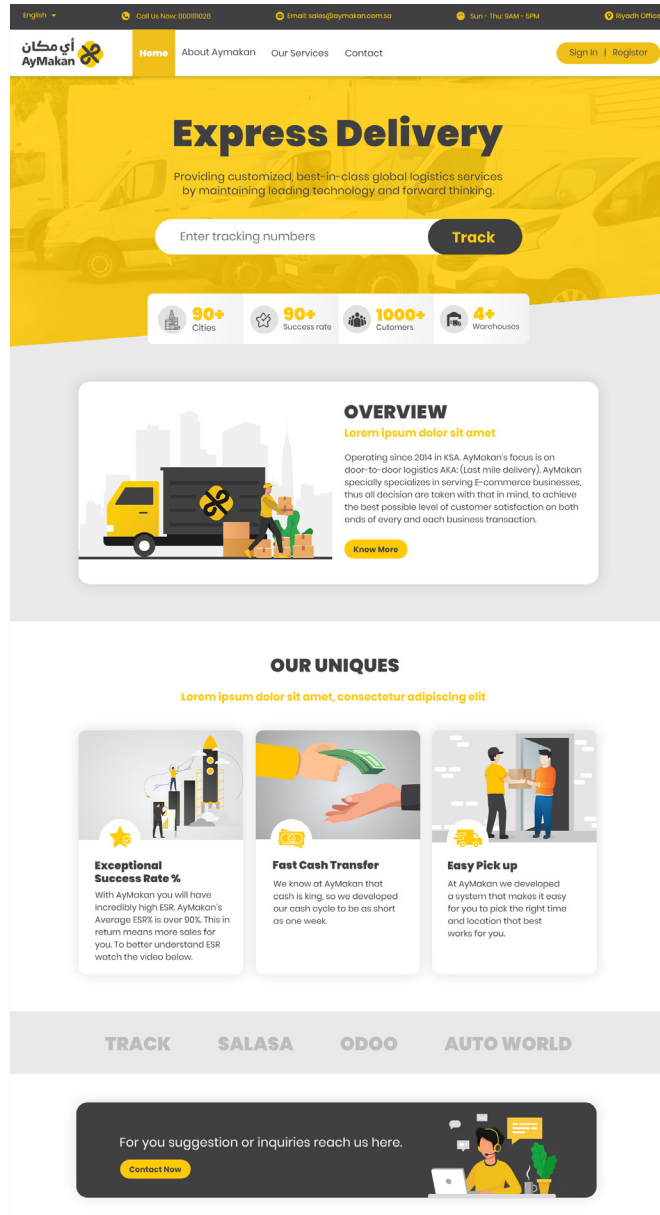 English
Call Us Now: 8001111028
Email: sales@aymakan.com.sa
Sun - Thu: 9AM - 5PM
Riyadh Office
أي مكان
AyMakan
Home
About Aymakan
Our Services
Contact
Sign In | Register
Express Delivery
Providing customized, best-in-class global logistics services
by maintaining leading technology and forward thinking.
Enter tracking numbers
Track
90+
Cities
90+
Success rate
1000+
Cutomers
4+
Warehouses
OVERVIEW
Lorem ipsum dolor sit amet
Operating since 2014 in KSA. AyMakan's focus is on
door-to-door logistics AKA: (Last mile delivery). AyMakan
specially specializes in serving E-commerce businesses,
thus all decision are taken with that in mind, to achieve
the best possible level of customer satisfaction on both
ends of every and each business transaction.
Know More
OUR UNIQUES
Lorem ipsum dolor sit amet, consectetur adipiscing elit
Exceptional
Success Rate %
With AyMakan you will have
incredibly high ESR. AyMakan's
Average ESR% is over 90%. This in
return means more sales for
you. To better understand ESR
watch the video below.
Fast Cash Transfer
We know at AyMakan that
cash is king, so we developed
our cash cycle to be as short
as one week.
Easy Pick up
At AyMakan we developed
a system that makes it easy
for you to pick the right time
and location that best
works for you.
TRACK
SALASA
ODOO
AUTO WORLD
For you suggestion or inquiries reach us here.
Contact Now